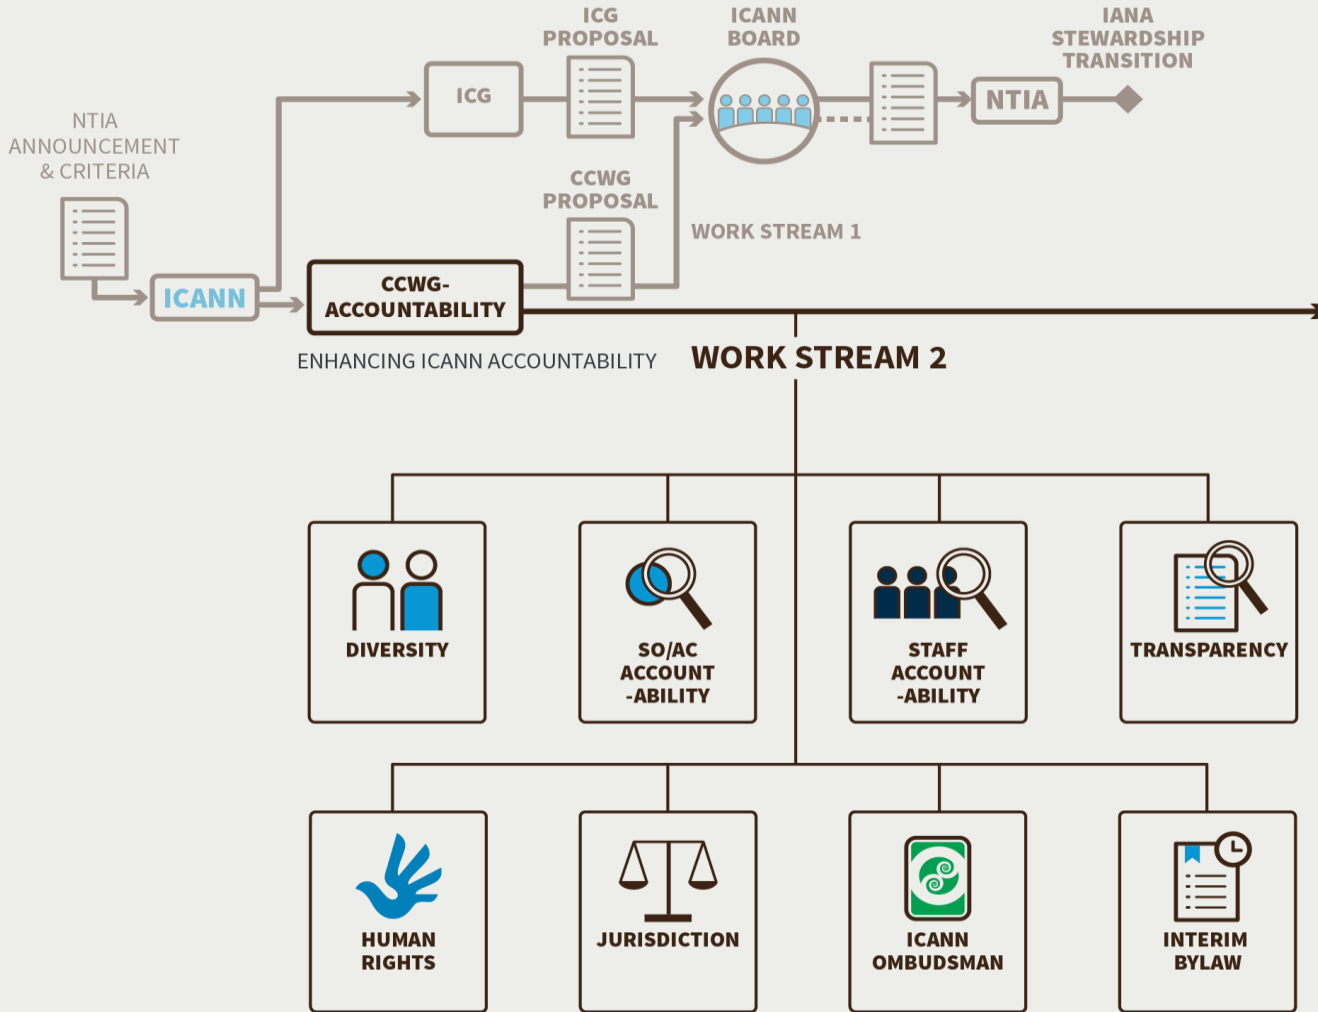 ICG
PROPOSAL
ICANN
BOARD
IANA
STEWARDSHIP
TRANSITION
NTIA
ANNOUNCEMENT
& CRITERIA
ICG
NTIA
CCWG
PROPOSAL
WORK STREAM 1
ICANN
CCWG-
ACCOUNTABILITY
ENHANCING ICANN ACCOUNTABILITY
WORK STREAM 2
DIVERSITY
SO/AC
ACCOUNT
-ABILITY
STAFF
ACCOUNT
-ABILITY
TRANSPARENCY
HUMAN
RIGHTS
JURISDICTION
ICANN
OMBUDSMAN
INTERIM
BYLAW